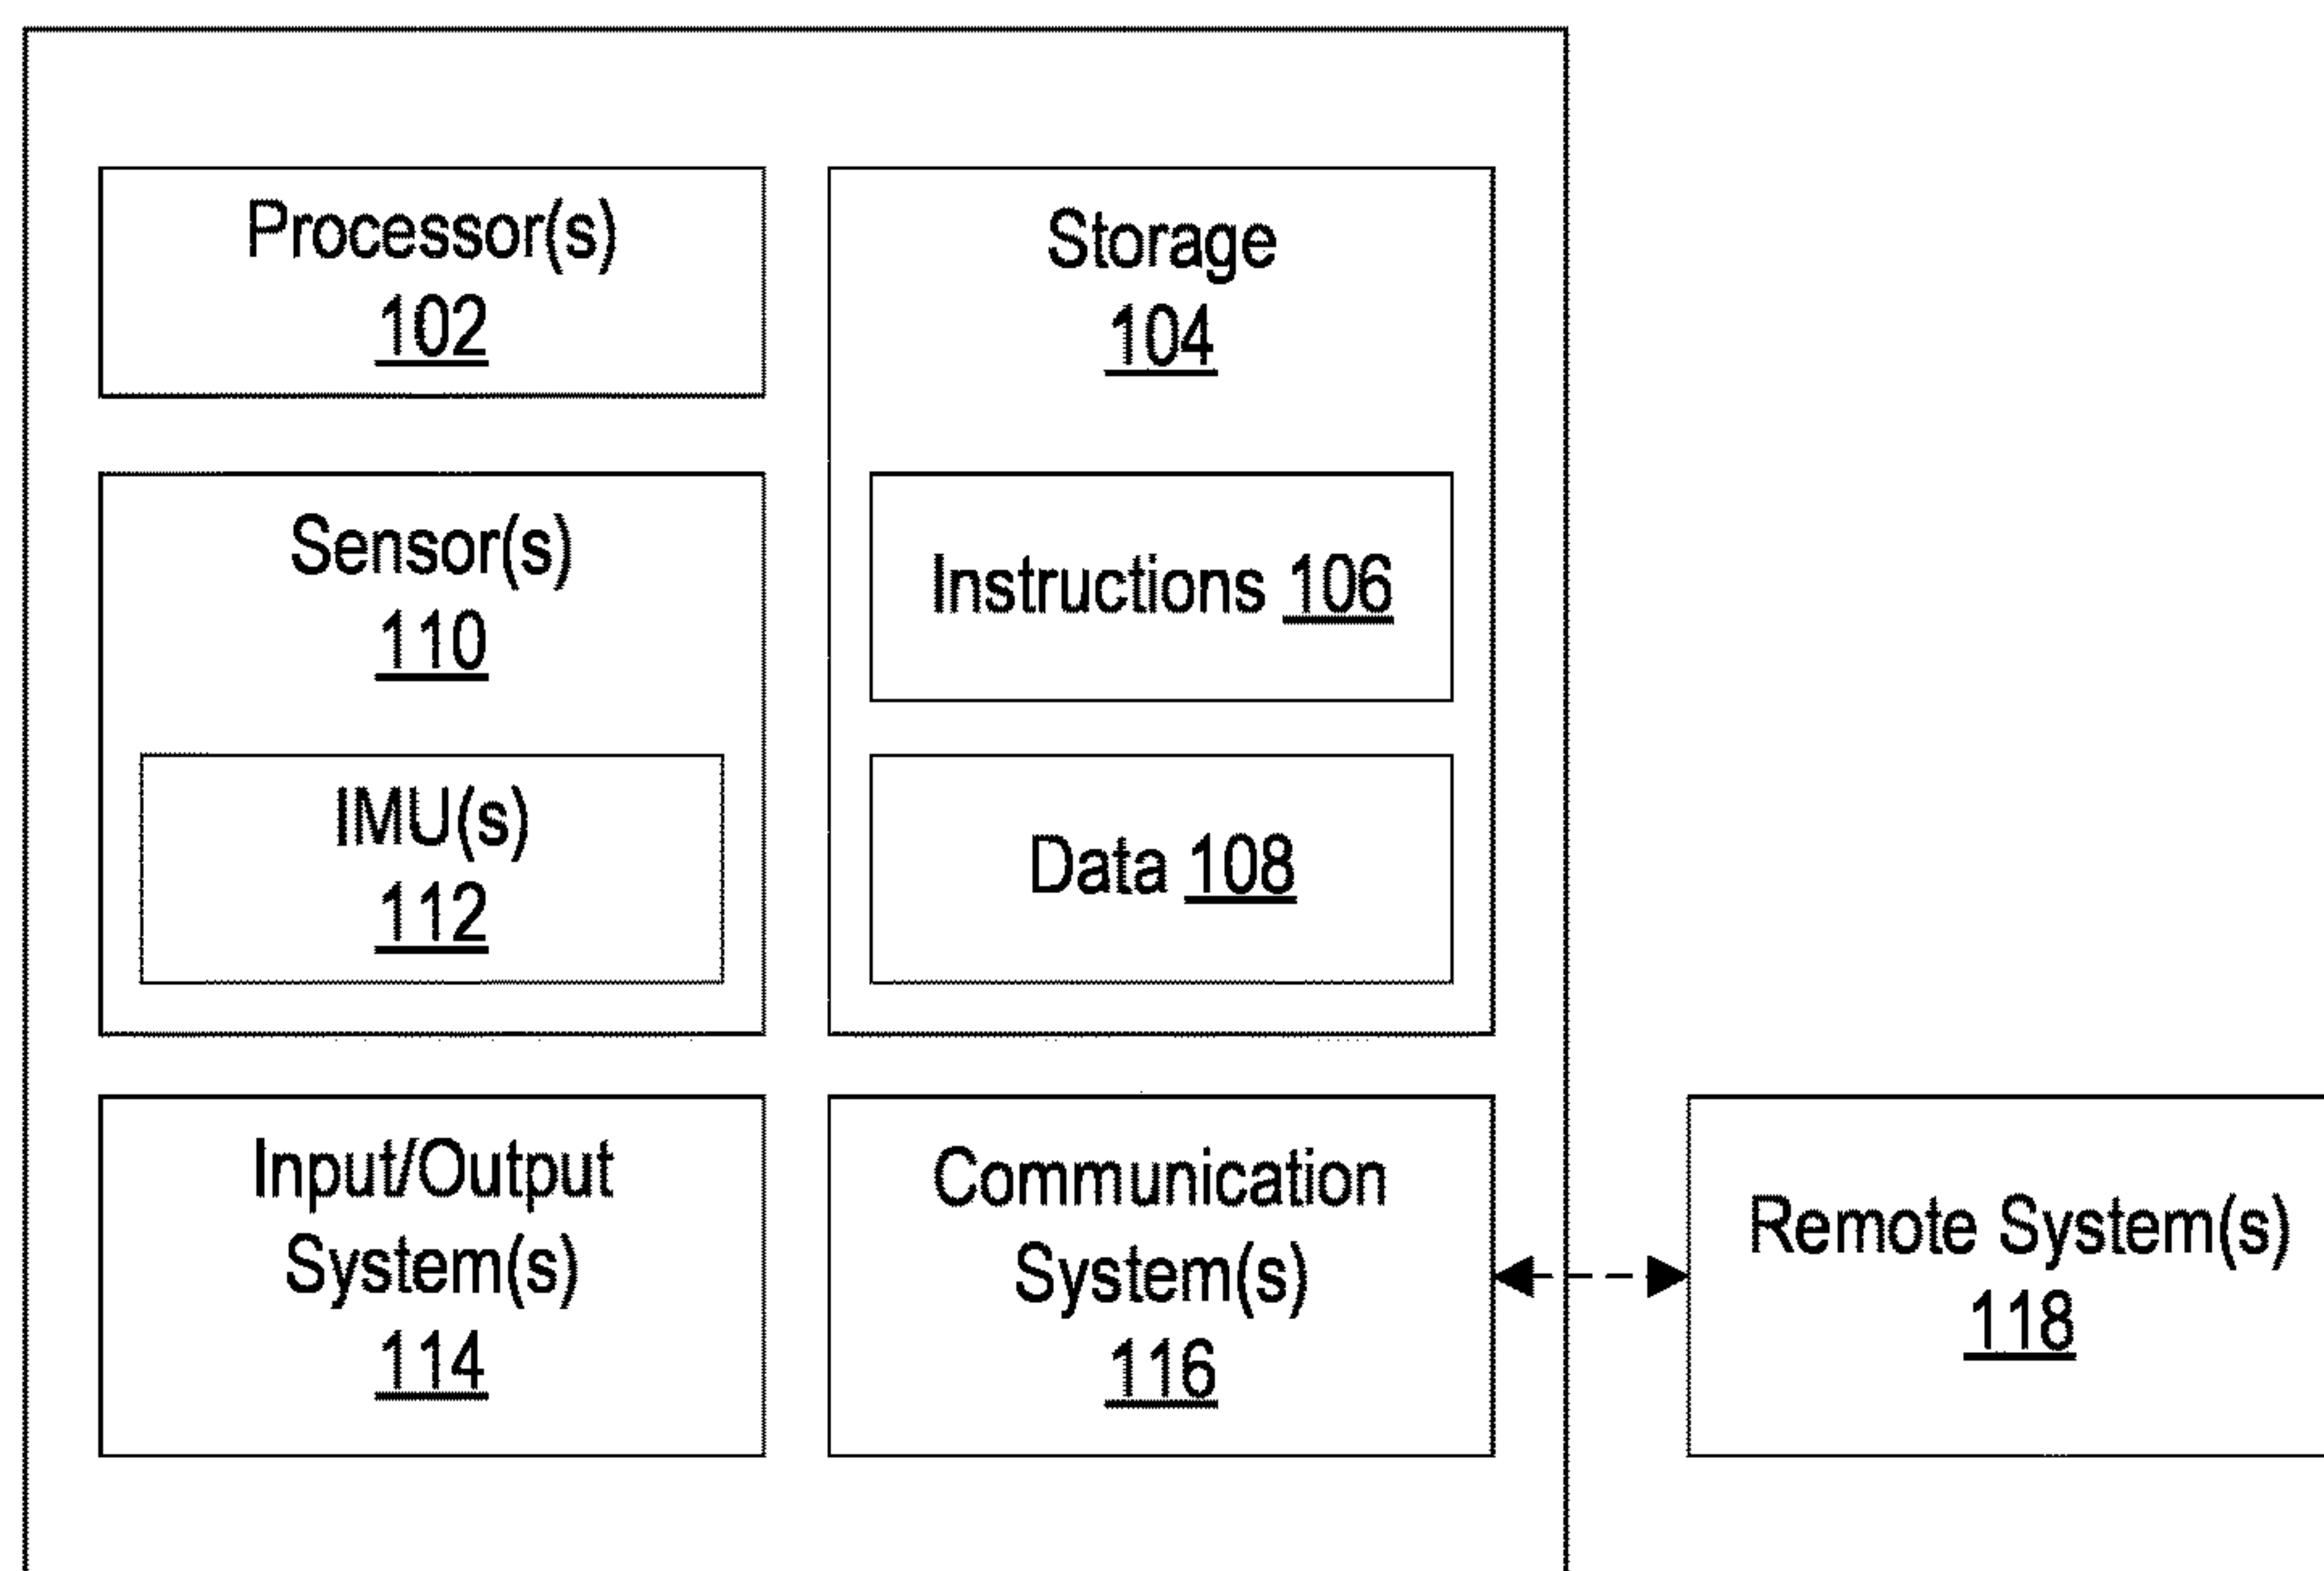 Processor(s)
102
Storage
104
Sensor(s)
110
Instructions 106
IMU(s)
112
Data 108
Input/Output
System(s)
114
Communication
System(s)
116
Remote System(s)
118